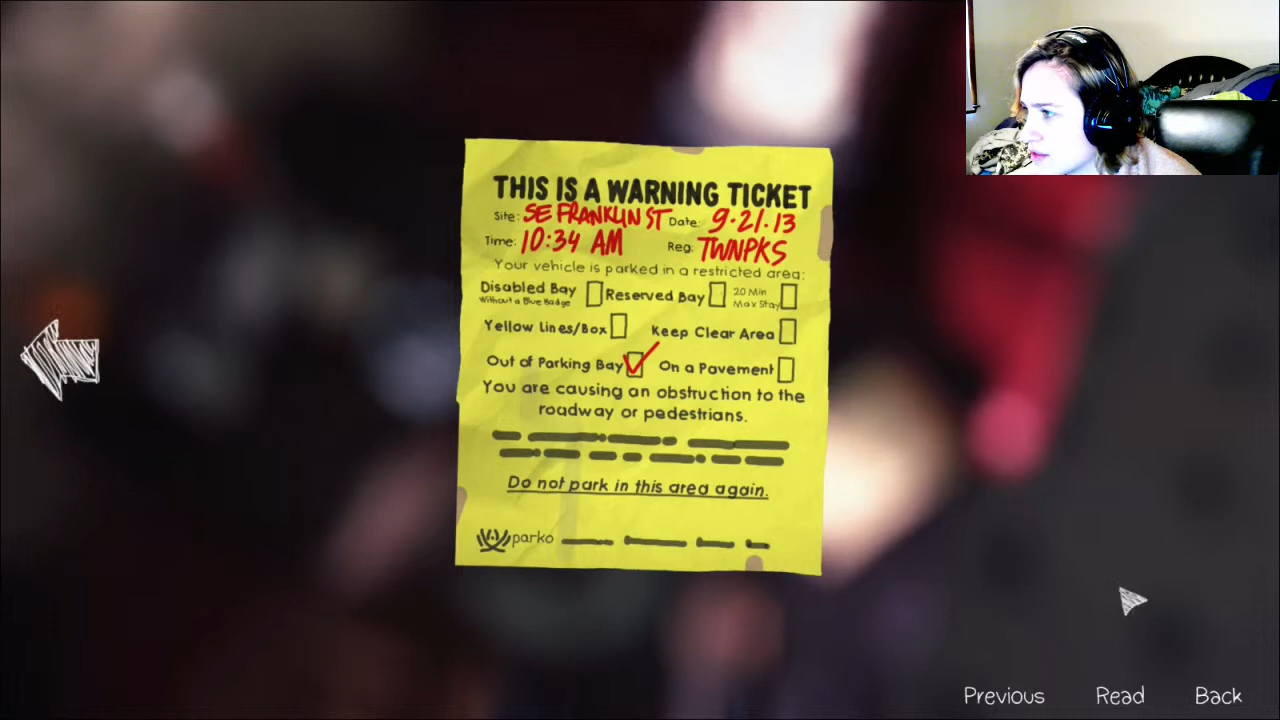 THIS IS A WARNING TICKET
Site: SE FRANKLIN ST Date: 9.21.13
Time: 10:34 AM Reg: TWNPKS
Your vehicle is parked in a restricted area:
Disabled Bay Reserved Bay 20 Min
Without a Blue Badge Max Stay
Yellow Lines/Box Keep Clear Area
Out of Parking Bay On a Pavement
You are causing an obstruction to the
roadway or pedestrians.
Do not park in this area again.
parko
Previous Read Back